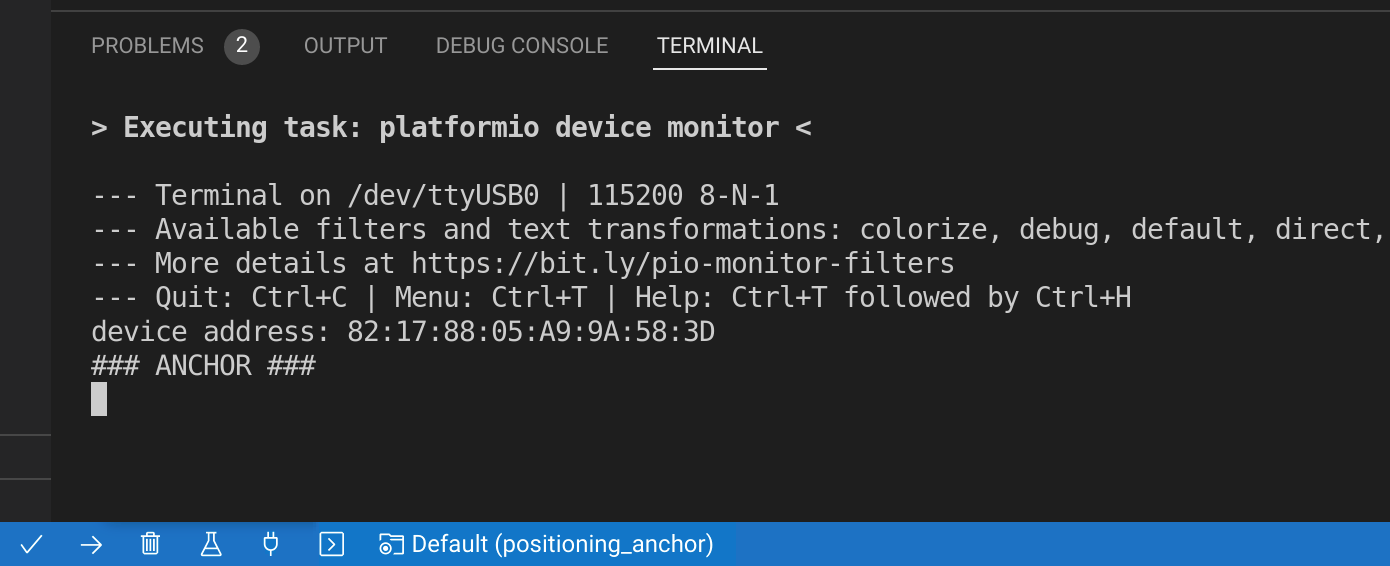 PROBLEMS 2 OUTPUT DEBUG CONSOLE TERMINAL
> Executing task: platformio device monitor <
--- Terminal on /dev/ttyUSB0 | 115200 8-N-1
--- Available filters and text transformations: colorize, debug, default, direct,
--- More details at https://bit.ly/pio-monitor-filters
--- Quit: Ctrl+C | Menu: Ctrl+T | Help: Ctrl+T followed by Ctrl+H
device address: 82:17:88:05:A9:9A:58:3D
### ANCHOR ###
Default (positioning_anchor)